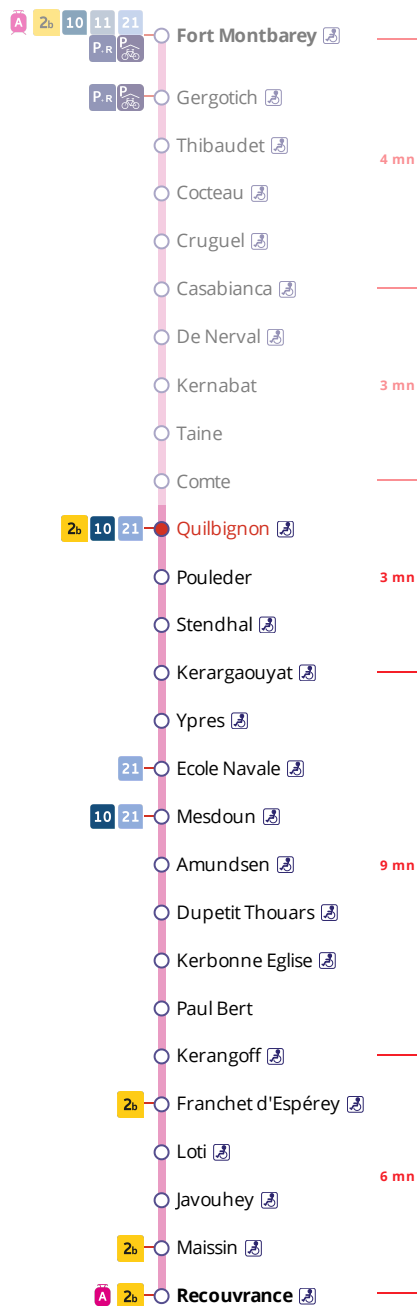 A 2b 10 11 21 Fort Montbarey
P+R P
P+R P Gergotich
Thibaudet
4 mn
Cocteau
Cruguel
Casabianca
De Nerval
Kernabat 3 mn
Taine
Comte
2b 10 21 Quilbignon
Pouleder 3 mn
Stendhal
Kerargaouyat
Ypres
21 Ecole Navale
10 21 Mesdoun
Amundsen 9 mn
Dupetit Thouars
Kerbonne Eglise
Paul Bert
Kerangoff
2b Franchet d'Espérey
Loti
6 mn
Javouhey
2b Maissin
A 2b Recouvrance